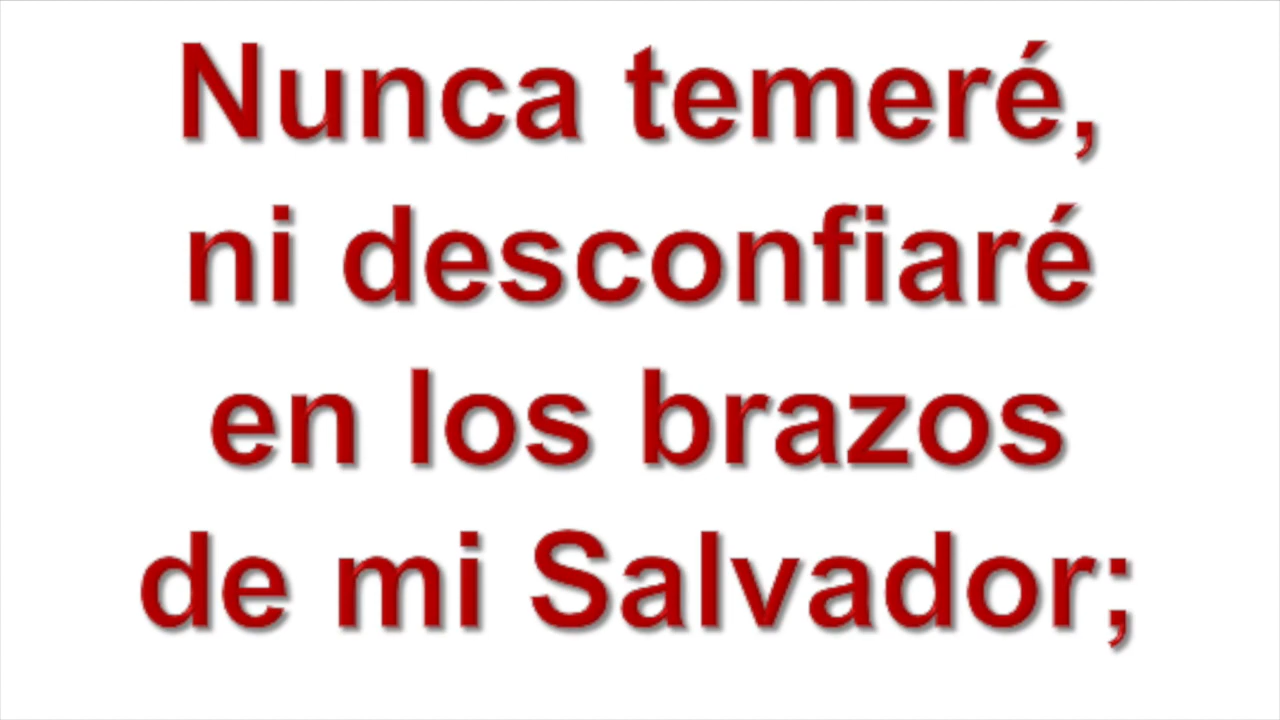 Nunca temeré,
ni desconfiaré
en los brazos
de mi Salvador;